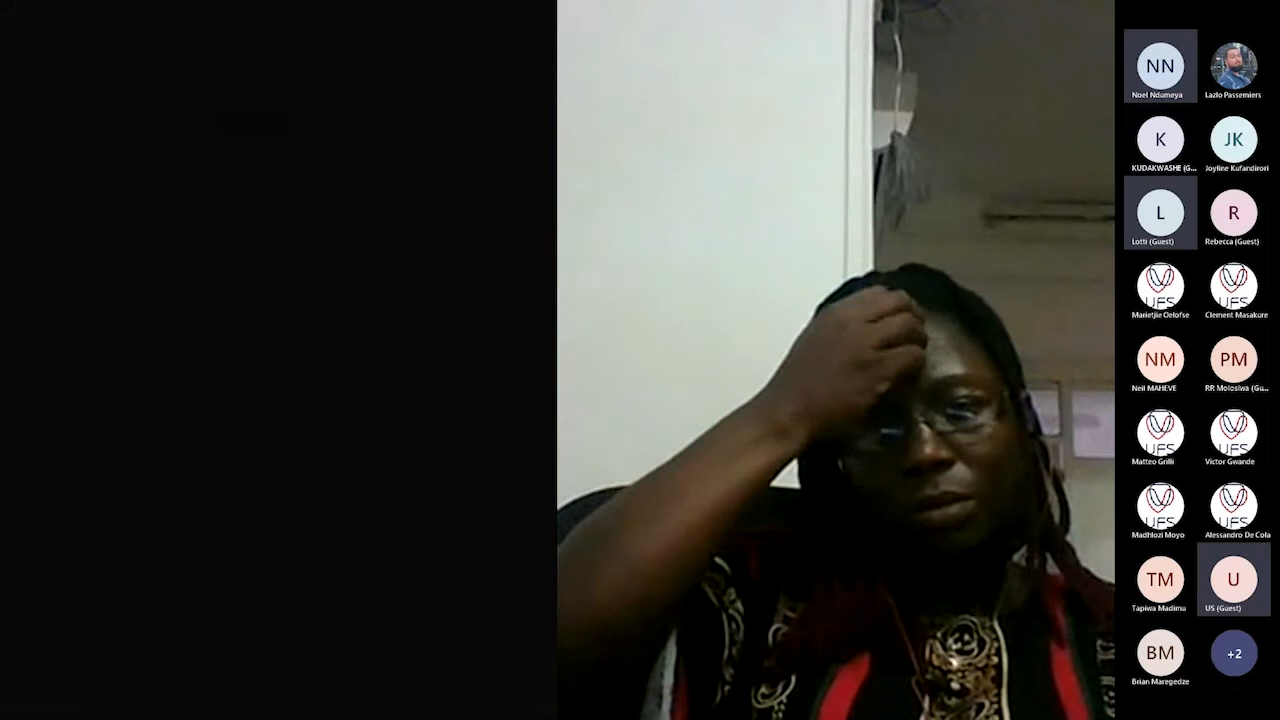 NN
Noel Ndumeya
Lazlo Passemiers
K
KUDAKWASHE (G...
JK
Joyline Kufandirori
L
Lotti (Guest)
R
Rebecca (Guest)
UFS
Marietjie Oelofse
UFS
Clement Masakure
NM
Neil MAHEVE
PM
RR Molosiwa (Gu...
UFS
Matteo Grilli
UFS
Victor Gwande
UFS
Madhlozi Moyo
UFS
Alessandro De Cola
TM
Tapiwa Madimu
U
US (Guest)
BM
Brian Maregedze
+2